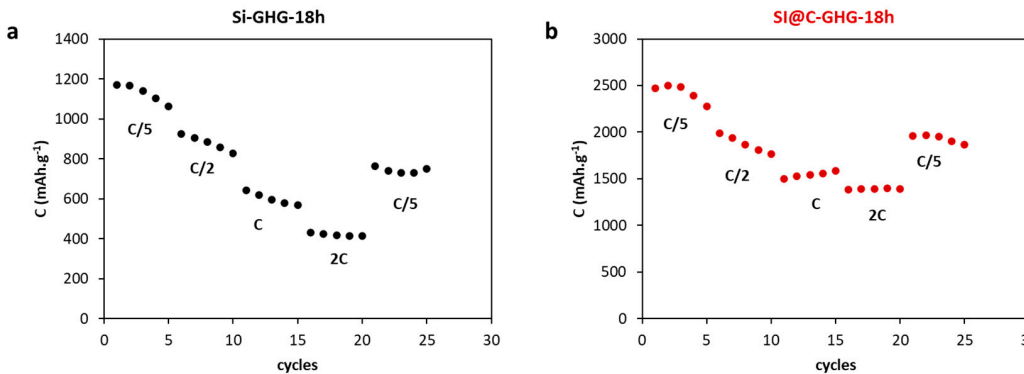 a
Si-GHG-18h
C (mAh.g-1)
1400
1200
1000
800
600
400
200
0
C/5
C/2
C
2C
C/5
0 5 10 15 20 25 30
cycles
b
SI@C-GHG-18h
C (mAh.g-1)
3000
2500
2000
1500
1000
500
0
C/5
C/2
C
2C
C/5
0 5 10 15 20 25
cycles